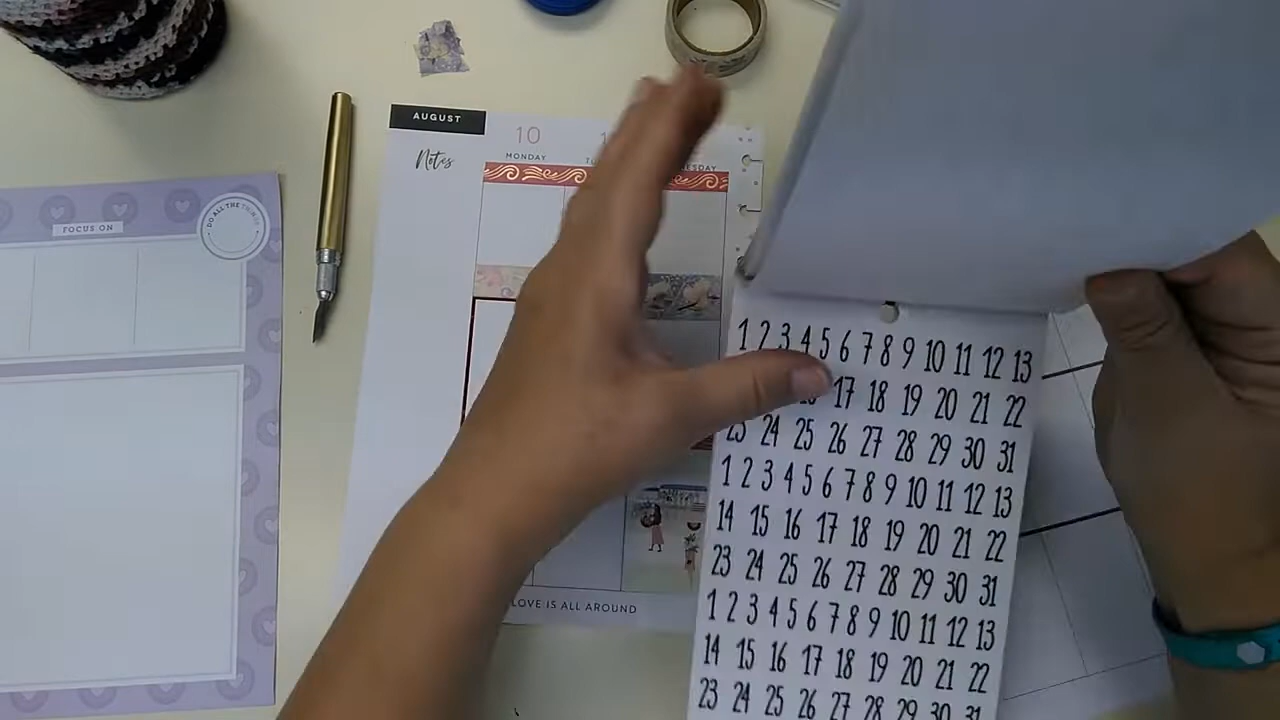 AUGUST
Notes
10
MONDAY
FOCUS ON
DO ALL THE THINGS
1 2 3 4 5 6 7 8 9 10 11 12 13
17 18 19 20 21 22
23 24 25 26 27 28 29 30 31
1 2 3 4 5 6 7 8 9 10 11 12 13
14 15 16 17 18 19 20 21 22
23 24 25 26 27 28 29 30 31
1 2 3 4 5 6 7 8 9 10 11 12 13
14 15 16 17 18 19 20 21 22
23 24 25 26 27 28 29 30 31
LOVE IS ALL AROUND